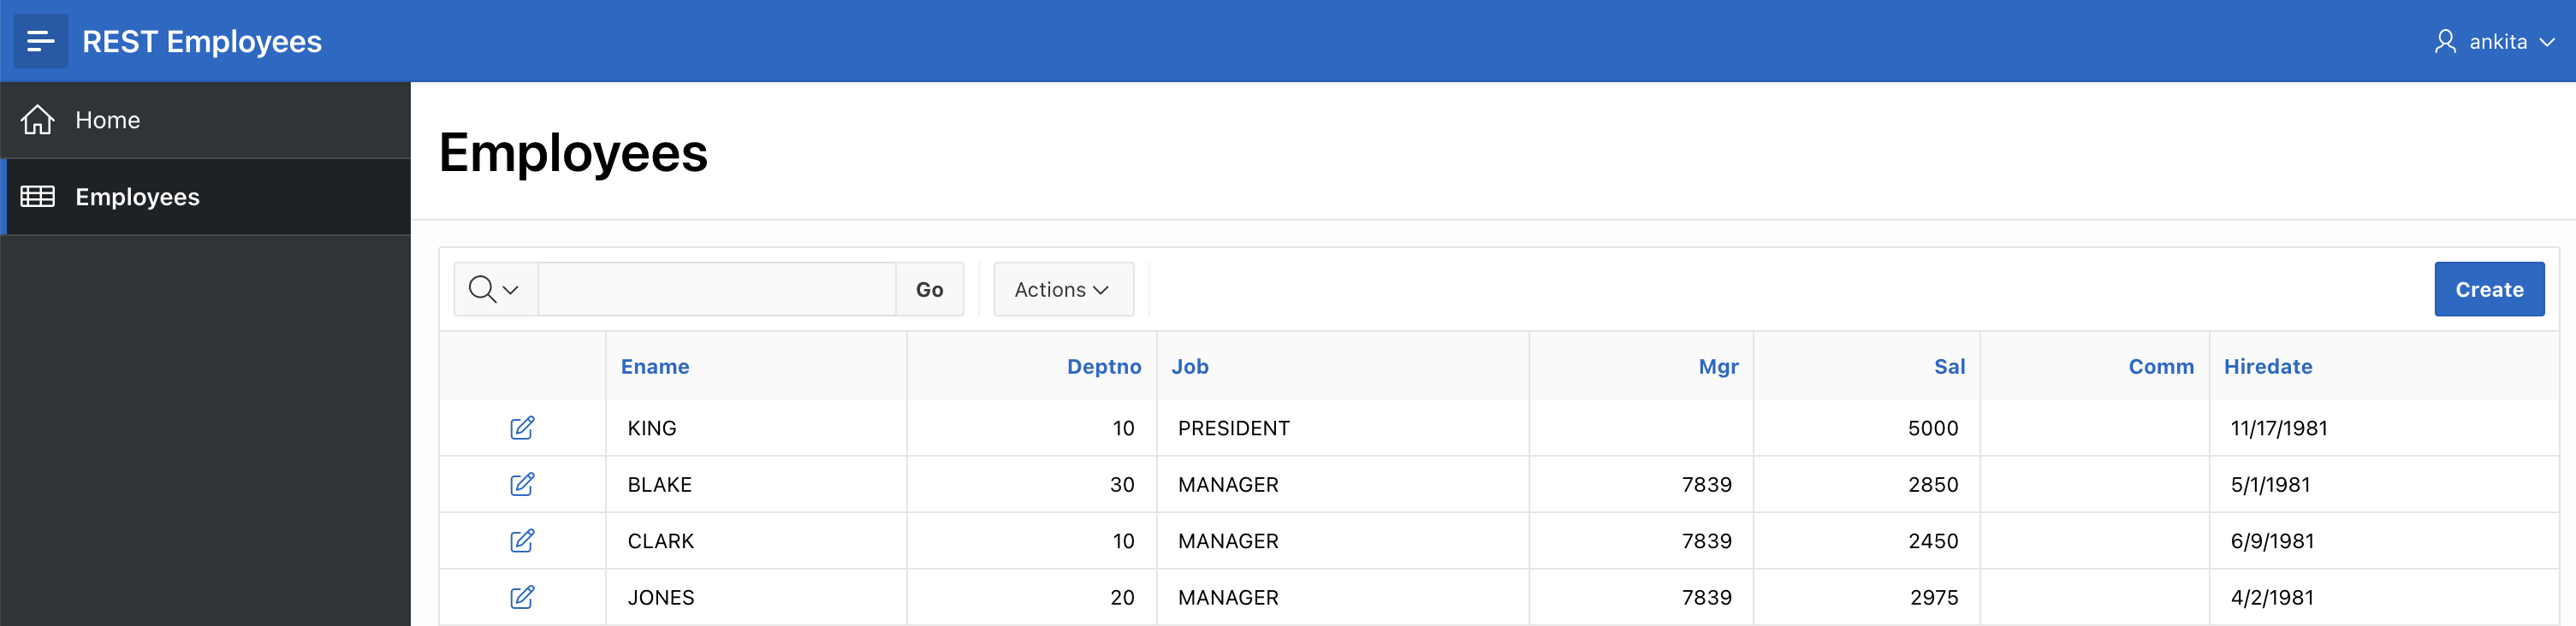 REST Employees
ankita
Home
Employees
Employees
Go
Actions
Create
Ename Deptno Job Mgr Sal Comm Hiredate
KING 10 PRESIDENT 5000 11/17/1981
BLAKE 30 MANAGER 7839 2850 5/1/1981
CLARK 10 MANAGER 7839 2450 6/9/1981
JONES 20 MANAGER 7839 2975 4/2/1981